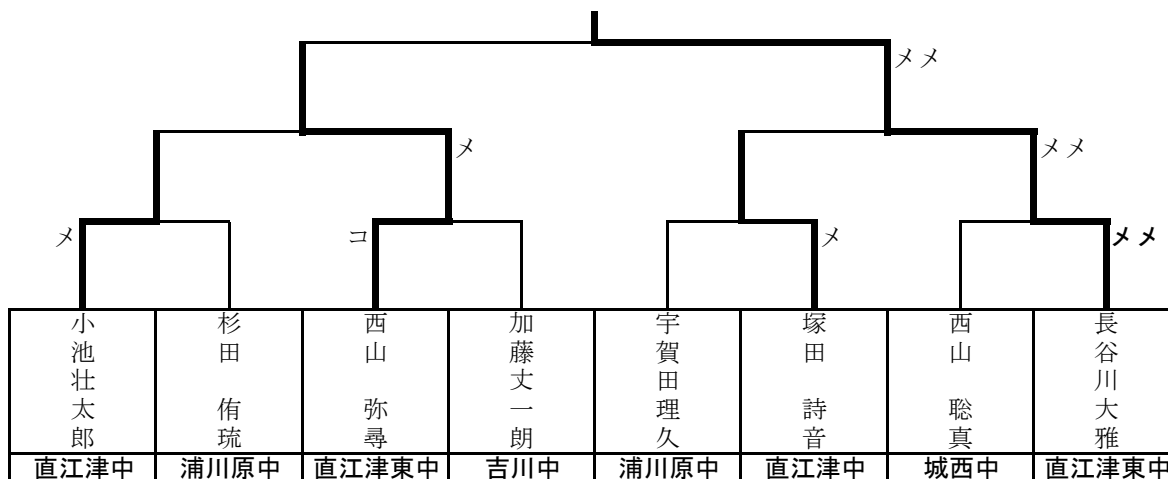 メメ
メ
メメ
メ
コ
メ
メメ
小池壮太郎
杉田 侑琉
西山 弥尋
加藤丈一朗
宇賀田理久
塚田 詩音
西山 聡真
長谷川大雅
直江津中
浦川原中
直江津東中
吉川中
浦川原中
直江津中
城西中
直江津東中